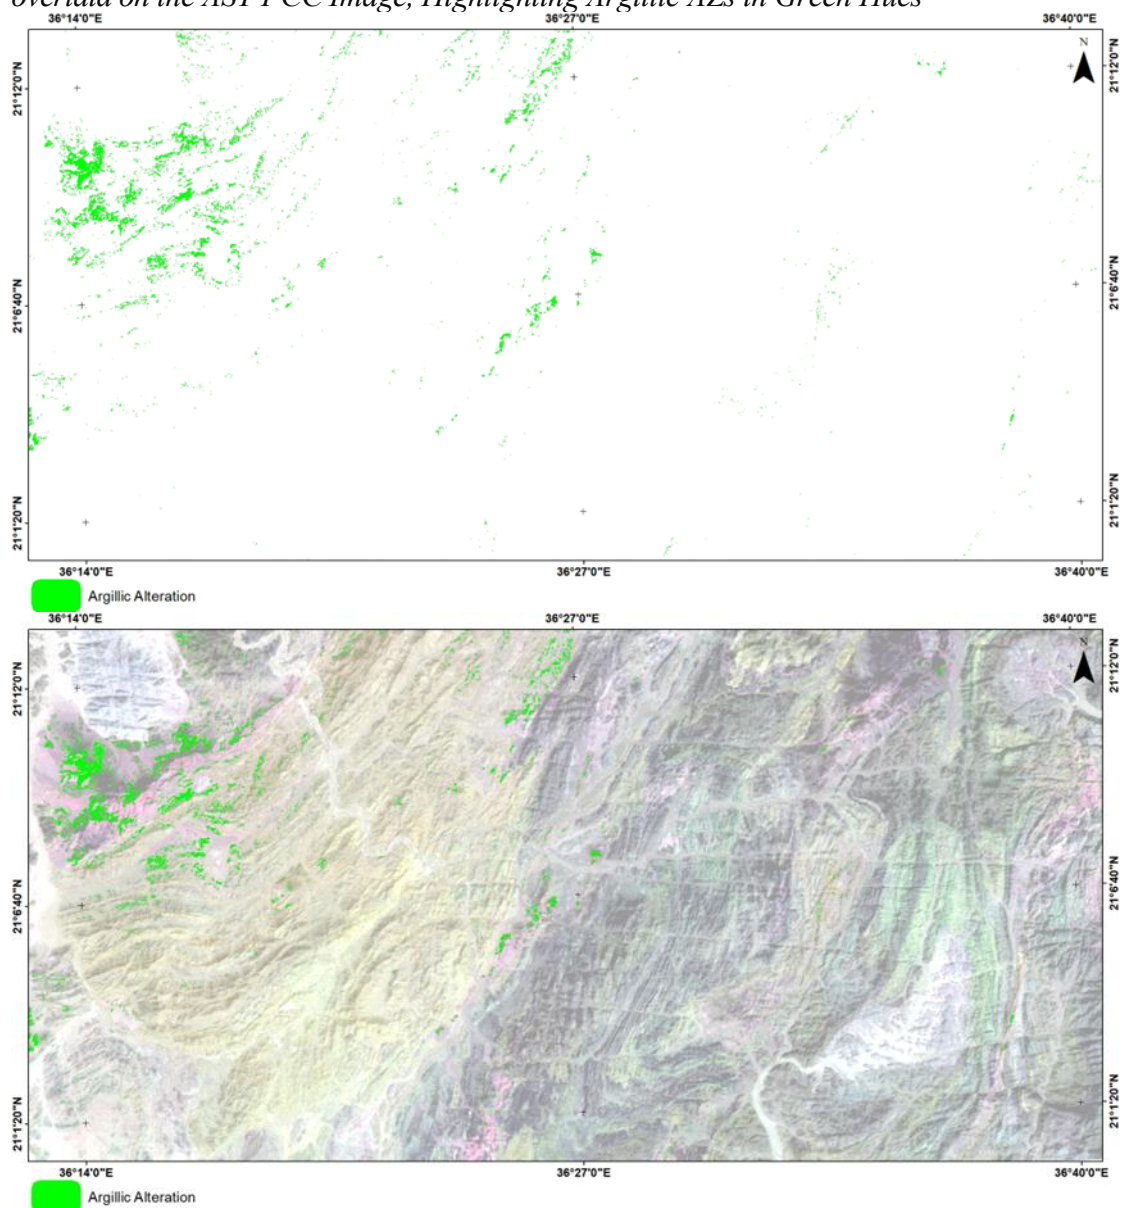 overlaid on the AST FCC Image, Highlighting Argillic AZs in Green Hues
36°14'0"E 36°27'0"E 36°40'0"E
N
21°12'0"N 21°12'0"N
21°6'40"N 21°6'40"N
21°1'20"N 21°1'20"N
36°14'0"E 36°27'0"E 36°40'0"E
Argillic Alteration
36°14'0"E 36°27'0"E 36°40'0"E
N
21°12'0"N 21°12'0"N
21°6'40"N 21°6'40"N
21°1'20"N 21°1'20"N
36°14'0"E 36°27'0"E 36°40'0"E
Argillic Alteration